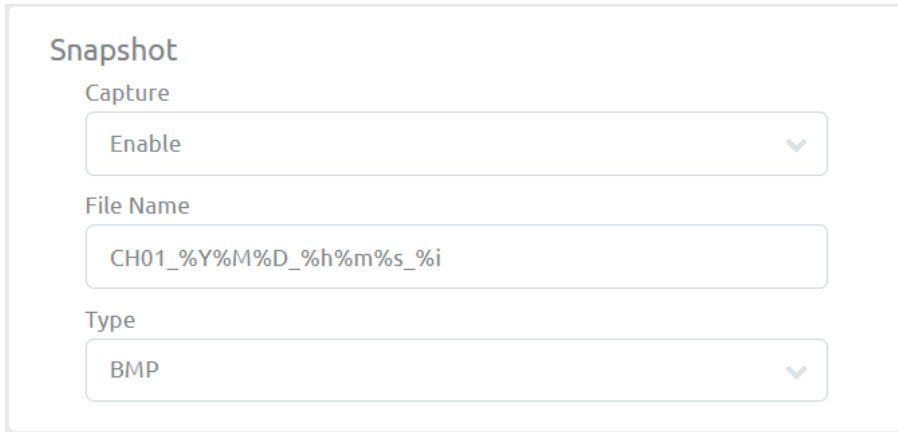 Snapshot
Capture
Enable
File Name
CH01_%Y%M%D_%h%m%s_%i
Type
BMP